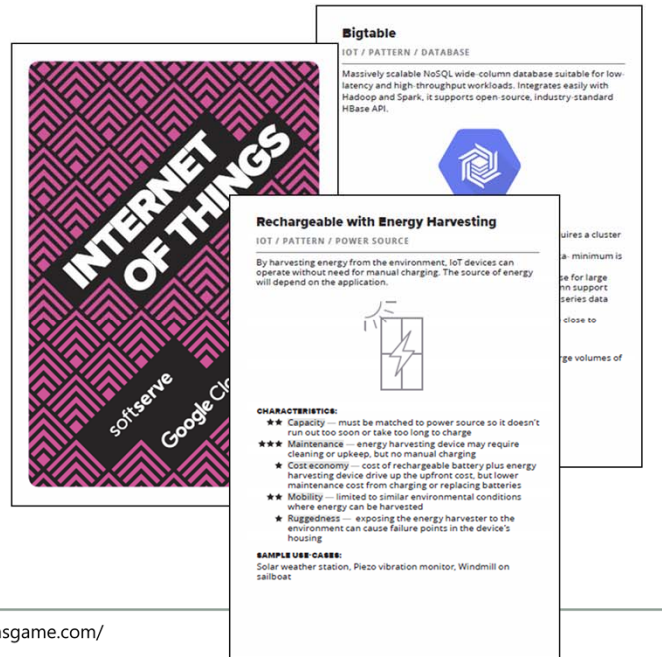 INTERNET
OF THINGS
softserve
Google
Bigtable
IOT / PATTERN / DATABASE
Massively scalable NoSQL wide-column database suitable for low-
latency and high-throughput workloads. Integrates easily with
Hadoop and Spark, it supports open-source, industry-standard
HBase API.
a cluster
minimum is
for large
support
series data
close to
volumes of
Rechargeable with Energy Harvesting
IOT / PATTERN / POWER SOURCE
By harvesting energy from the environment, IoT devices can
operate without need for manual charging. The source of energy
will depend on the application.
CHARACTERISTICS:
★★ Capacity — must be matched to power source so it doesn't
run out too soon or take too long to charge
★★★ Maintenance — energy harvesting device may require
cleaning or upkeep, but no manual charging
★ Cost economy — cost of rechargeable battery plus energy
harvesting device drive up the upfront cost, but lower
maintenance cost from charging or replacing batteries
★★ Mobility — limited to similar environmental conditions
where energy can be harvested
★ Ruggedness — exposing the energy harvester to the
environment can cause failure points in the device's
housing
SAMPLE USE-CASES:
Solar weather station, Piezo vibration monitor, Windmill on
sailboat
sgame.com/